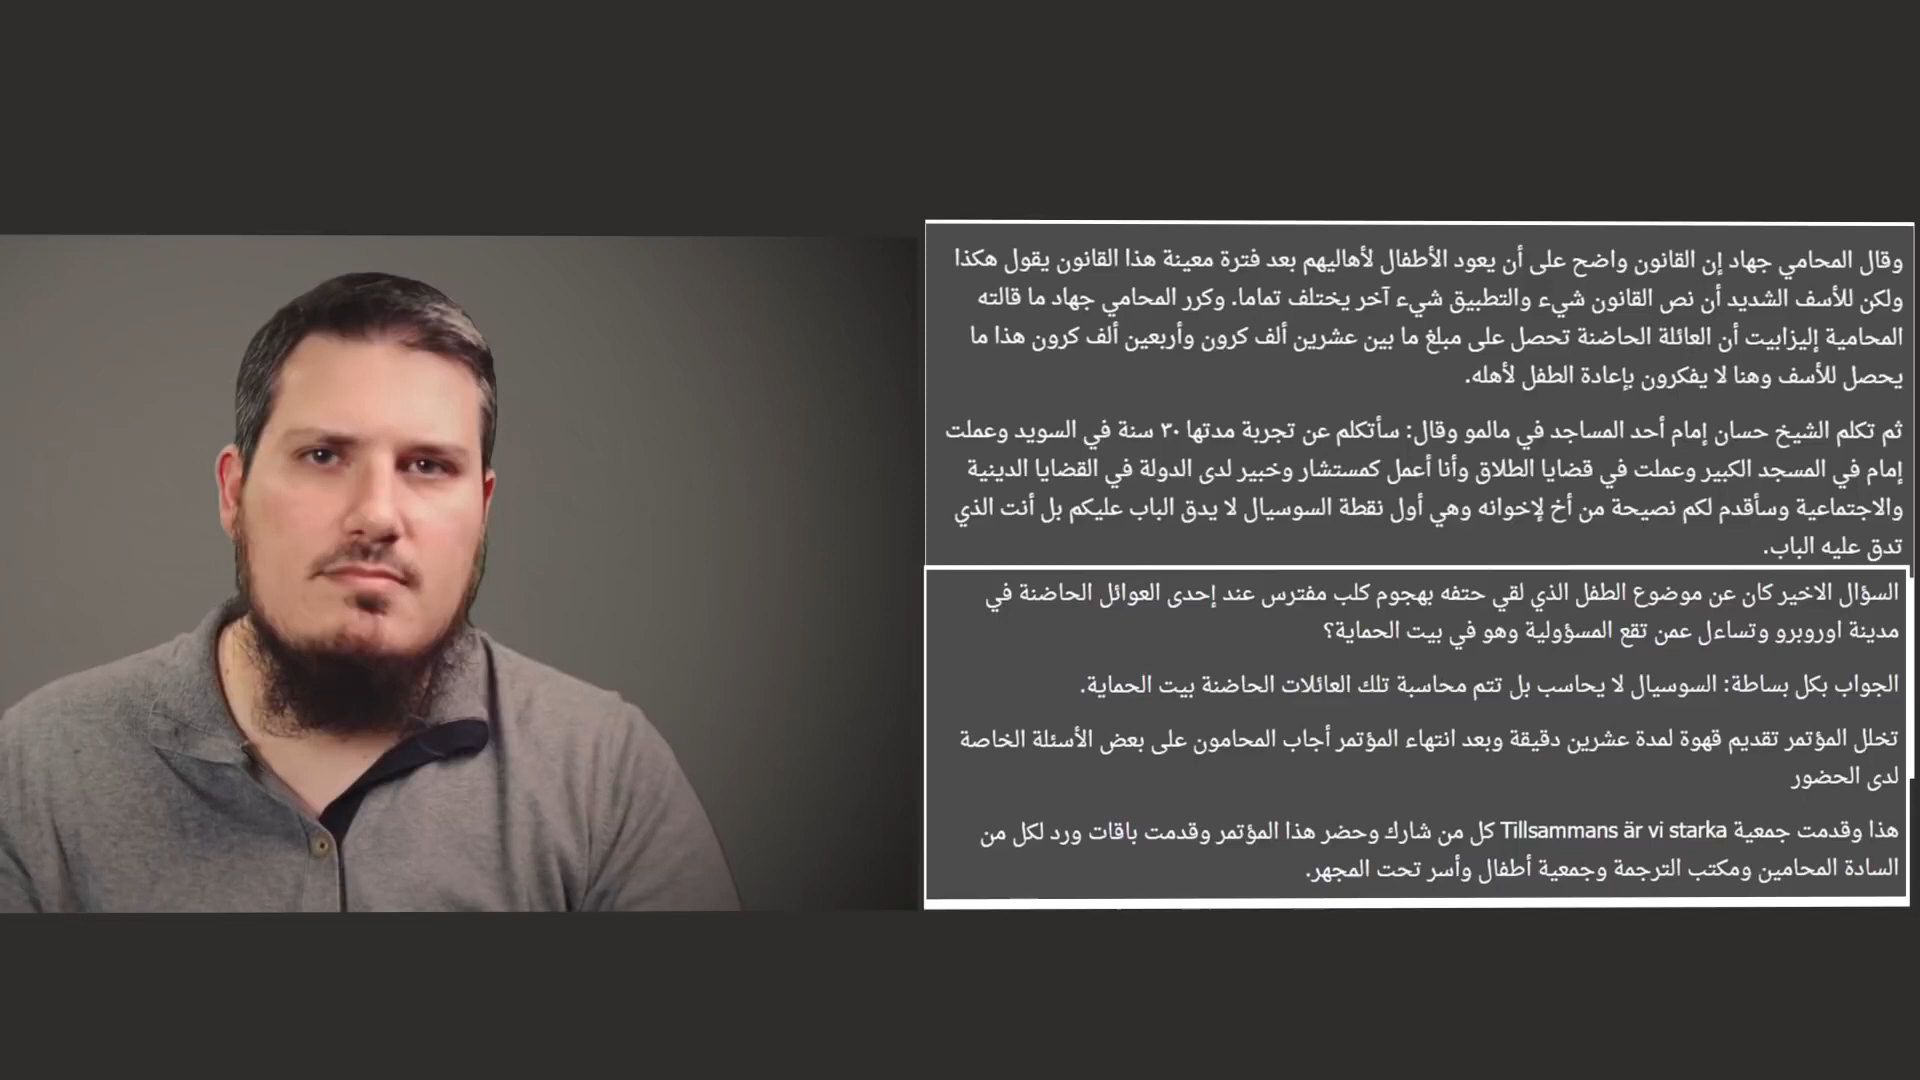 وقال المحامي جهاد إن القانون واضح على أن يعود الأطفال لأهاليهم بعد فترة معينة هذا القانون يقول هكذا
ولكن للأسف الشديد أن نص القانون شيء والتطبيق شيء آخر يختلف تماما. وكرر المحامي جهاد ما قالته
المحامية إليزابيت أن العائلة الحاضنة تحصل على مبلغ ما بين عشرين ألف كرون وأربعين ألف كرون هذا ما
يحصل للأسف وهنا لا يفكرون بإعادة الطفل لأهله.
ثم تكلم الشيخ حسان إمام أحد المساجد في مالمو وقال: سأتكلم عن تجربة مدتها ٣٠ سنة في السويد وعملت
إمام في المسجد الكبير وعملت في قضايا الطلاق وأنا أعمل كمستشار وخبير لدى الدولة في القضايا الدينية
والاجتماعية وسأقدم لكم نصيحة من أخ لإخوانه وهي أول نقطة السوسيال لا يدق الباب عليكم بل أنت الذي
تدق عليه الباب.
السؤال الاخير كان عن موضوع الطفل الذي لقي حتفه بهجوم كلب مفترس عند إحدى العوائل الحاضنة في
مدينة اوروبرو وتساءل عمن تقع المسؤولية وهو في بيت الحماية؟
الجواب بكل بساطة: السوسيال لا يحاسب بل تتم محاسبة تلك العائلات الحاضنة بيت الحماية.
تخلل المؤتمر تقديم قهوة لمدة عشرين دقيقة وبعد انتهاء المؤتمر أجاب المحامون على بعض الأسئلة الخاصة
لدى الحضور
هذا وقدمت جمعية Tillsammans är vi starka كل من شارك وحضر هذا المؤتمر وقدمت باقات ورد لكل من
السادة المحامين ومكتب الترجمة وجمعية أطفال وأسر تحت المجهر.